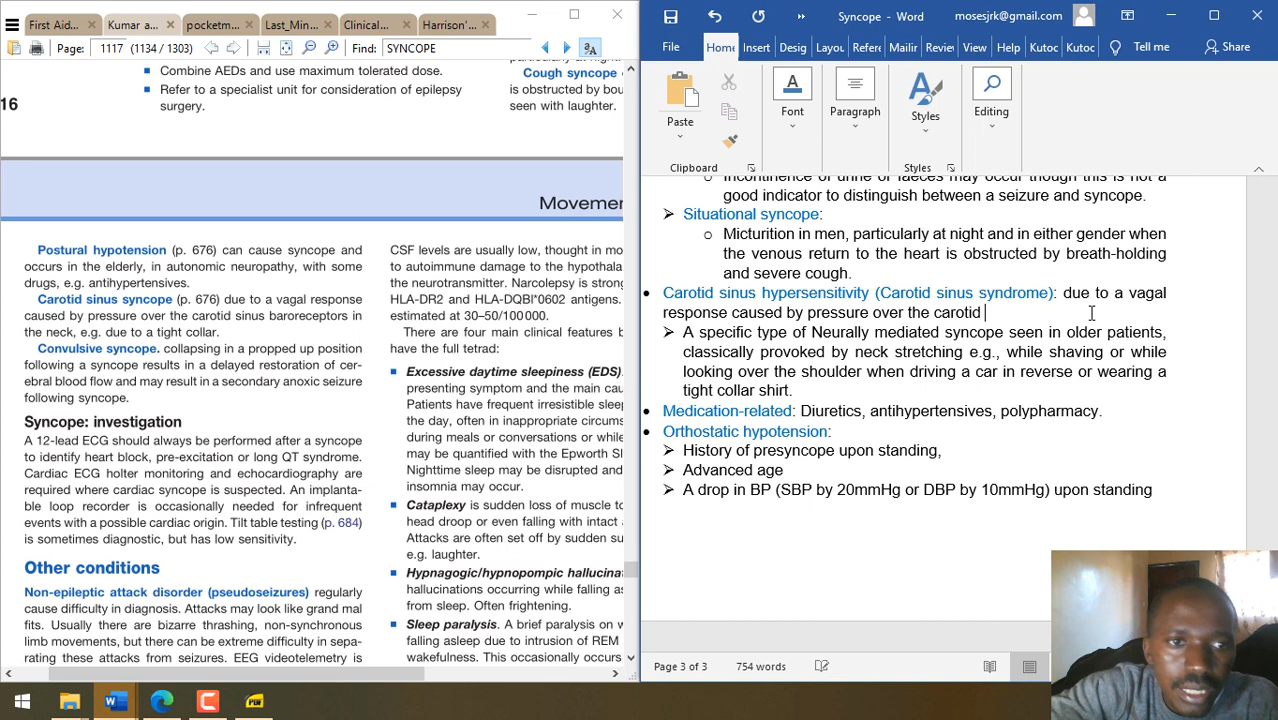 First Aid...
Kumar a...
pocketm...
Last_Min...
Clinical...
Harrison'...
Page: 1117 (1134 / 1303)
Find: SYNCOPE
Combine AEDs and use maximum tolerated dose.
Refer to a specialist unit for consideration of epilepsy
surgery.
Cough syncope
is obstructed by bou
seen with laughter.
16
Movemen
Postural hypotension (p. 676) can cause syncope and
occurs in the elderly, in autonomic neuropathy, with some
drugs, e.g. antihypertensives.
Carotid sinus syncope (p. 676) due to a vagal response
caused by pressure over the carotid sinus baroreceptors in
the neck, e.g. due to a tight collar.
Convulsive syncope. collapsing in a propped up position
following a syncope results in a delayed restoration of cer-
ebral blood flow and may result in a secondary anoxic seizure
following syncope.
Syncope: investigation
A 12-lead ECG should always be performed after a syncope
to identify heart block, pre-excitation or long QT syndrome.
Cardiac ECG holter monitoring and echocardiography are
required where cardiac syncope is suspected. An implanta-
ble loop recorder is occasionally needed for infrequent
events with a possible cardiac origin. Tilt table testing (p. 684)
is sometimes diagnostic, but has low sensitivity.
Other conditions
Non-epileptic attack disorder (pseudoseizures) regularly
cause difficulty in diagnosis. Attacks may look like grand mal
fits. Usually there are bizarre thrashing, non-synchronous
limb movements, but there can be extreme difficulty in sepa-
rating these attacks from seizures. EEG videotelemetry is
CSF levels are usually low, thought in mo
to autoimmune damage to the hypothala
the neurotransmitter. Narcolepsy is strong
HLA-DR2 and HLA-DQBI*0602 antigens.
estimated at 30–50/100 000.
There are four main clinical features b
have the full tetrad:
Excessive daytime sleepiness (EDS)
presenting symptom and the main cau
Patients have frequent irresistible sleep
the day, often in inappropriate circums
during meals or conversations or while
may be quantified with the Epworth Sl
Nighttime sleep may be disrupted and
insomnia may occur.
Cataplexy is sudden loss of muscle to
head droop or even falling with intact
Attacks are often set off by sudden su
e.g. laughter.
Hypnagogic/hypnopompic hallucinat
hallucinations occurring while falling as
from sleep. Often frightening.
Sleep paralysis. A brief paralysis on w
falling asleep due to intrusion of REM
wakefulness. This occasionally occurs
Syncope - Word
mosesjrk@gmail.com
File
Home
Insert
Desig
Layou
Refere
Mailin
Review
View
Help
Kutoc
Kutoc
Tell me
Share
Paste
Font
Paragraph
Styles
Editing
Clipboard
Styles
Incontinence of urine or faeces may occur though this is not a
good indicator to distinguish between a seizure and syncope.
Situational syncope:
Micturition in men, particularly at night and in either gender when
the venous return to the heart is obstructed by breath-holding
and severe cough.
Carotid sinus hypersensitivity (Carotid sinus syndrome): due to a vagal
response caused by pressure over the carotid
A specific type of Neurally mediated syncope seen in older patients,
classically provoked by neck stretching e.g., while shaving or while
looking over the shoulder when driving a car in reverse or wearing a
tight collar shirt.
Medication-related: Diuretics, antihypertensives, polypharmacy.
Orthostatic hypotension:
History of presyncope upon standing,
Advanced age
A drop in BP (SBP by 20mmHg or DBP by 10mmHg) upon standing
Page 3 of 3
754 words